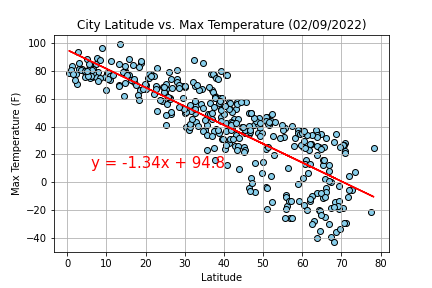 City Latitude vs. Max Temperature (02/09/2022)
Max Temperature (F)
100
80
60
40
20
0
−20
−40
y = -1.34x + 94.8
0 10 20 30 40 50 60 70 80
Latitude